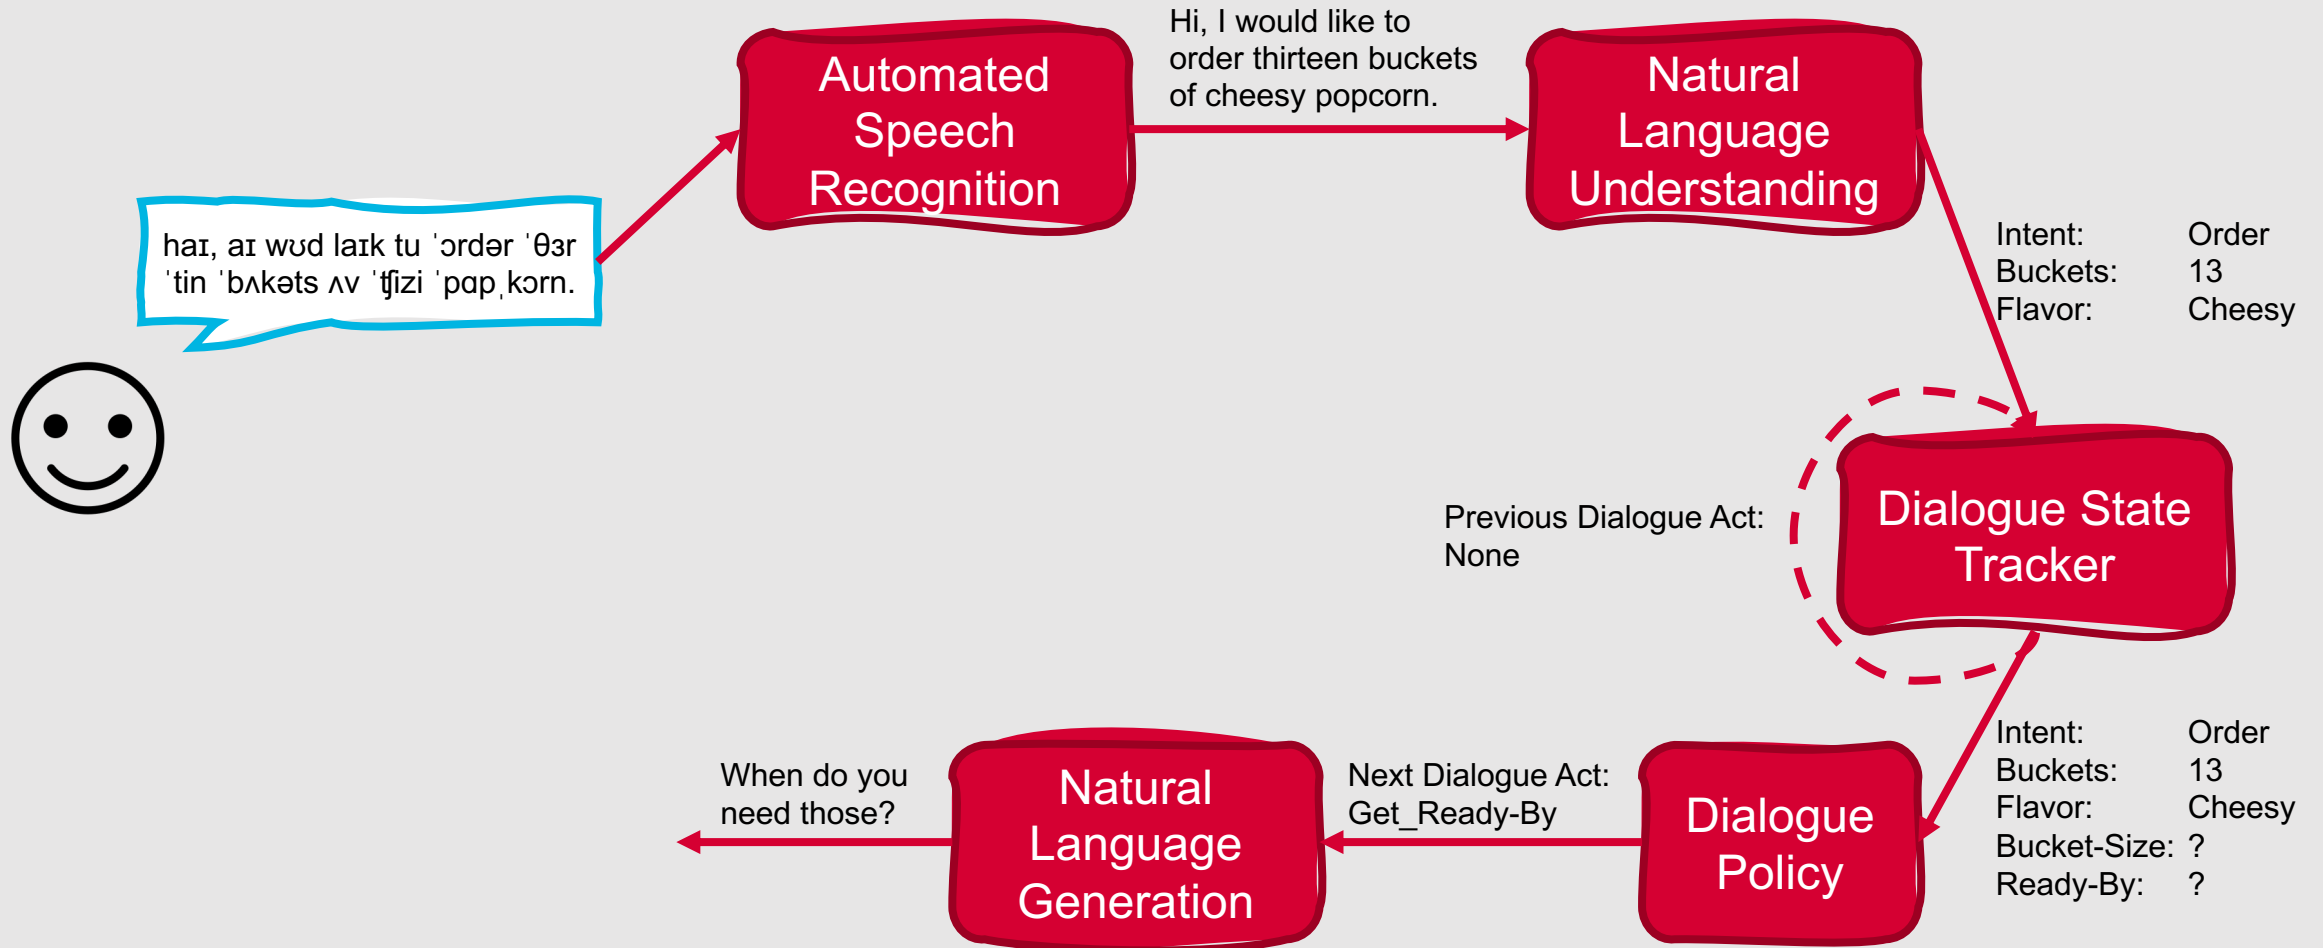 Hi, I would like to
order thirteen buckets
of cheesy popcorn.
Automated
Speech
Recognition
Natural
Language
Understanding
haɪ, aɪ wʊd laɪk tu ˈɔrdər ˈθɜr
ˈtin ˈbʌkəts ʌv ˈʧizi ˈpɑpˌkɔrn.
Intent: Order
Buckets: 13
Flavor: Cheesy
Previous Dialogue Act:
None
Dialogue State
Tracker
Intent: Order
Buckets: 13
Flavor: Cheesy
Bucket-Size: ?
Ready-By: ?
Dialogue
Policy
Next Dialogue Act:
Get_Ready-By
Natural
Language
Generation
When do you
need those?